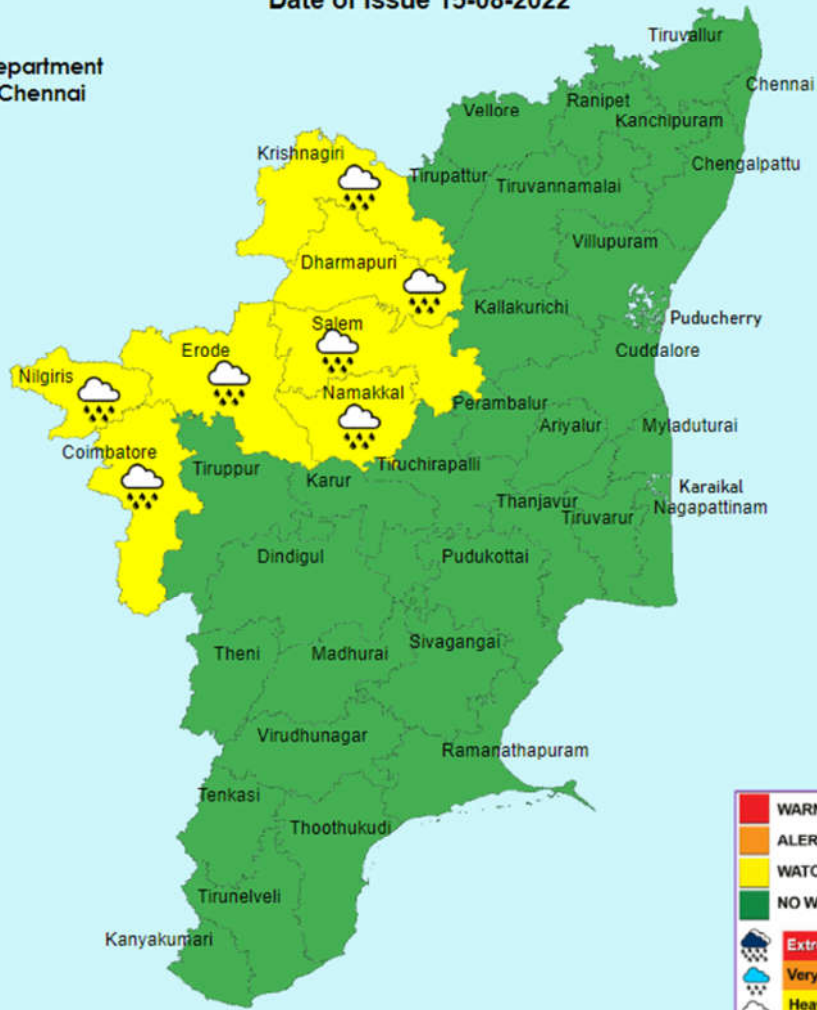 Date of Issue 15-08-2022
epartment
Chennai
Tiruvallur
Chennai
Vellore
Ranipet
Kanchipuram
Krishnagiri
Chengalpattu
Tirupattur
Tiruvannamalai
Villupuram
Dharmapuri
Kallakurichi
Puducherry
Salem
Erode
Cuddalore
Nilgiris
Namakkal
Perambalur
Ariyalur
Myladuturai
Coimbatore
Tiruppur
Tiruchirapalli
Karur
Karaikal
Thanjavur
Nagapattinam
Tiruvarur
Dindigul
Pudukottai
Sivagangai
Theni
Madhurai
Virudhunagar
Ramanathapuram
Tenkasi
Thoothukudi
Tirunelveli
Kanyakumari
WARN
ALER
WATC
NO W
Extr
Very
Hea